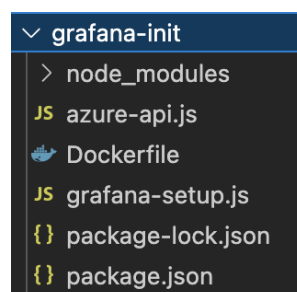 grafana-init
node_modules
JS azure-api.js
Dockerfile
JS grafana-setup.js
{} package-lock.json
{} package.json